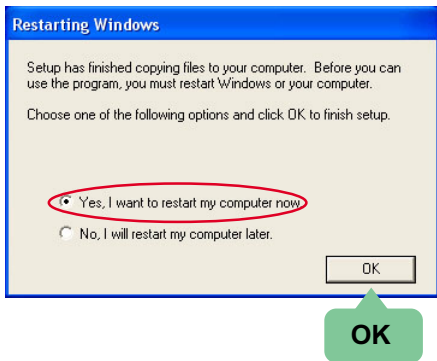 Restarting Windows
Setup has finished copying files to your computer. Before you can
use the program, you must restart Windows or your computer.
Choose one of the following options and click OK to finish setup.
Yes, I want to restart my computer now.
No, I will restart my computer later.
OK
OK